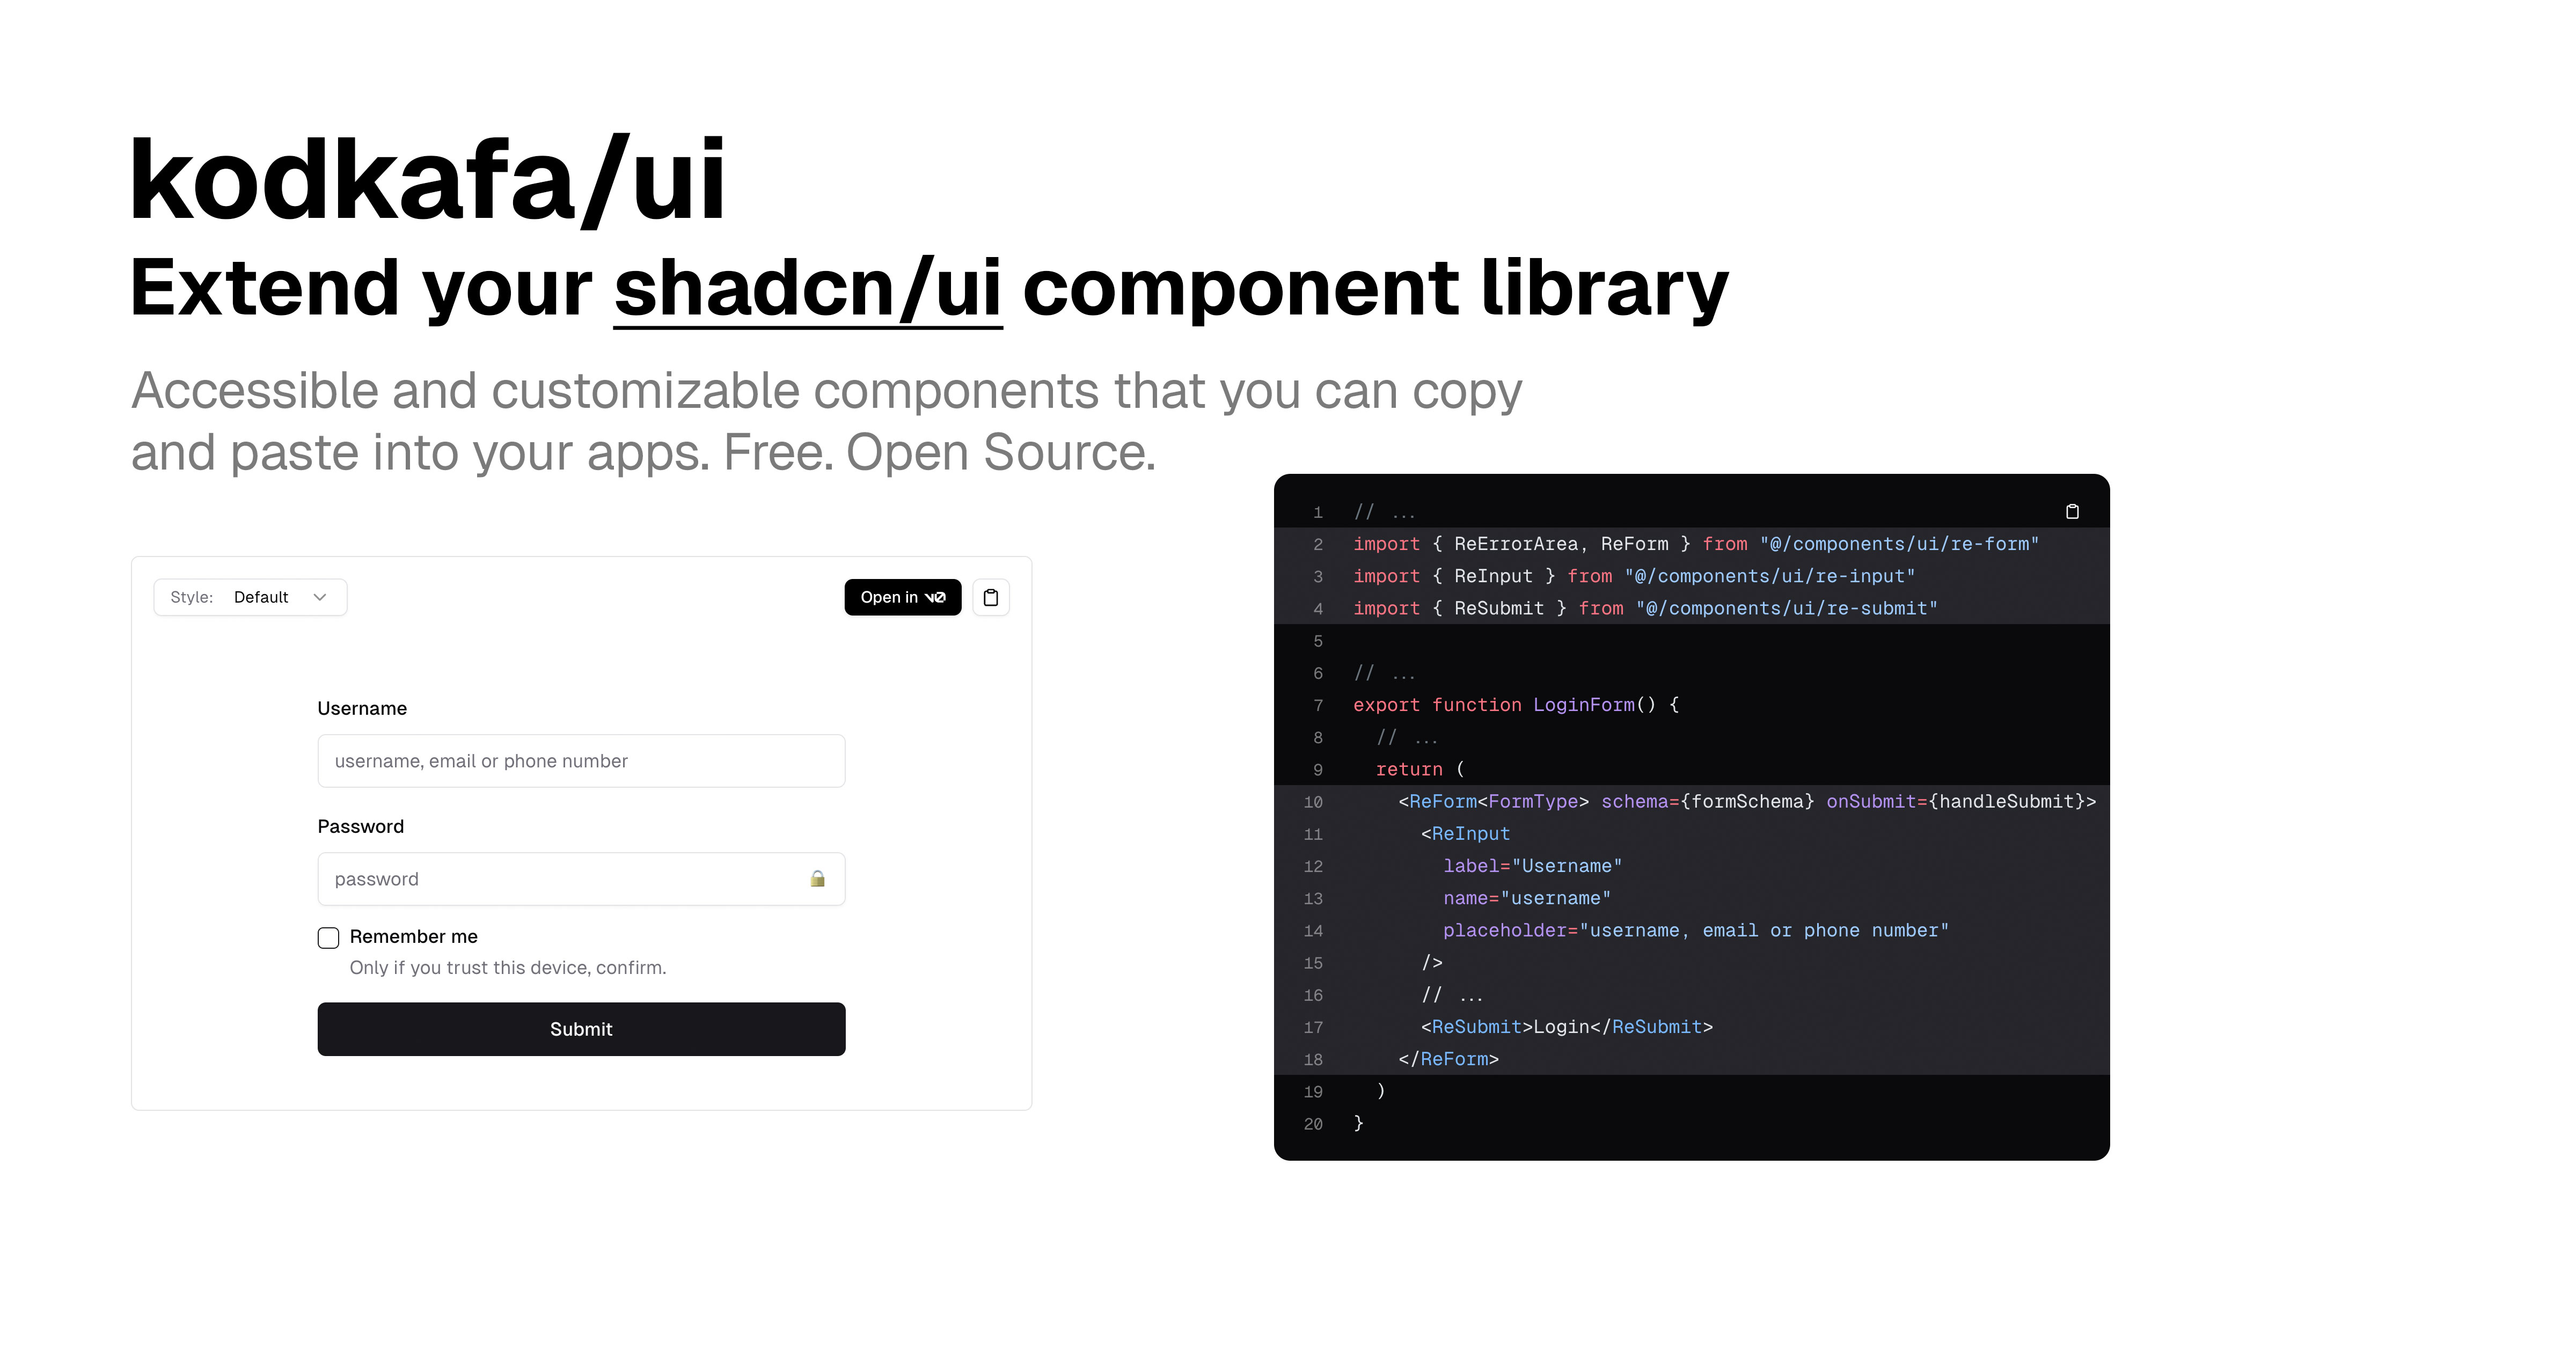 kodkafa/ui
Extend your shadcn/ui component library
Accessible and customizable components that you can copy
and paste into your apps. Free. Open Source.
Style: Default
Open in v0
Username
username, email or phone number
Password
password
Remember me
Only if you trust this device, confirm.
Submit
1 // ...
2 import { ReErrorArea, ReForm } from "@/components/ui/re-form"
3 import { ReInput } from "@/components/ui/re-input"
4 import { ReSubmit } from "@/components/ui/re-submit"
5
6 // ...
7 export function LoginForm() {
8 // ...
9 return (
10 <ReForm<FormType> schema={formSchema} onSubmit={handleSubmit}>
11 <ReInput
12 label="Username"
13 name="username"
14 placeholder="username, email or phone number"
15 />
16 // ...
17 <ReSubmit>Login</ReSubmit>
18 </ReForm>
19 )
20 }